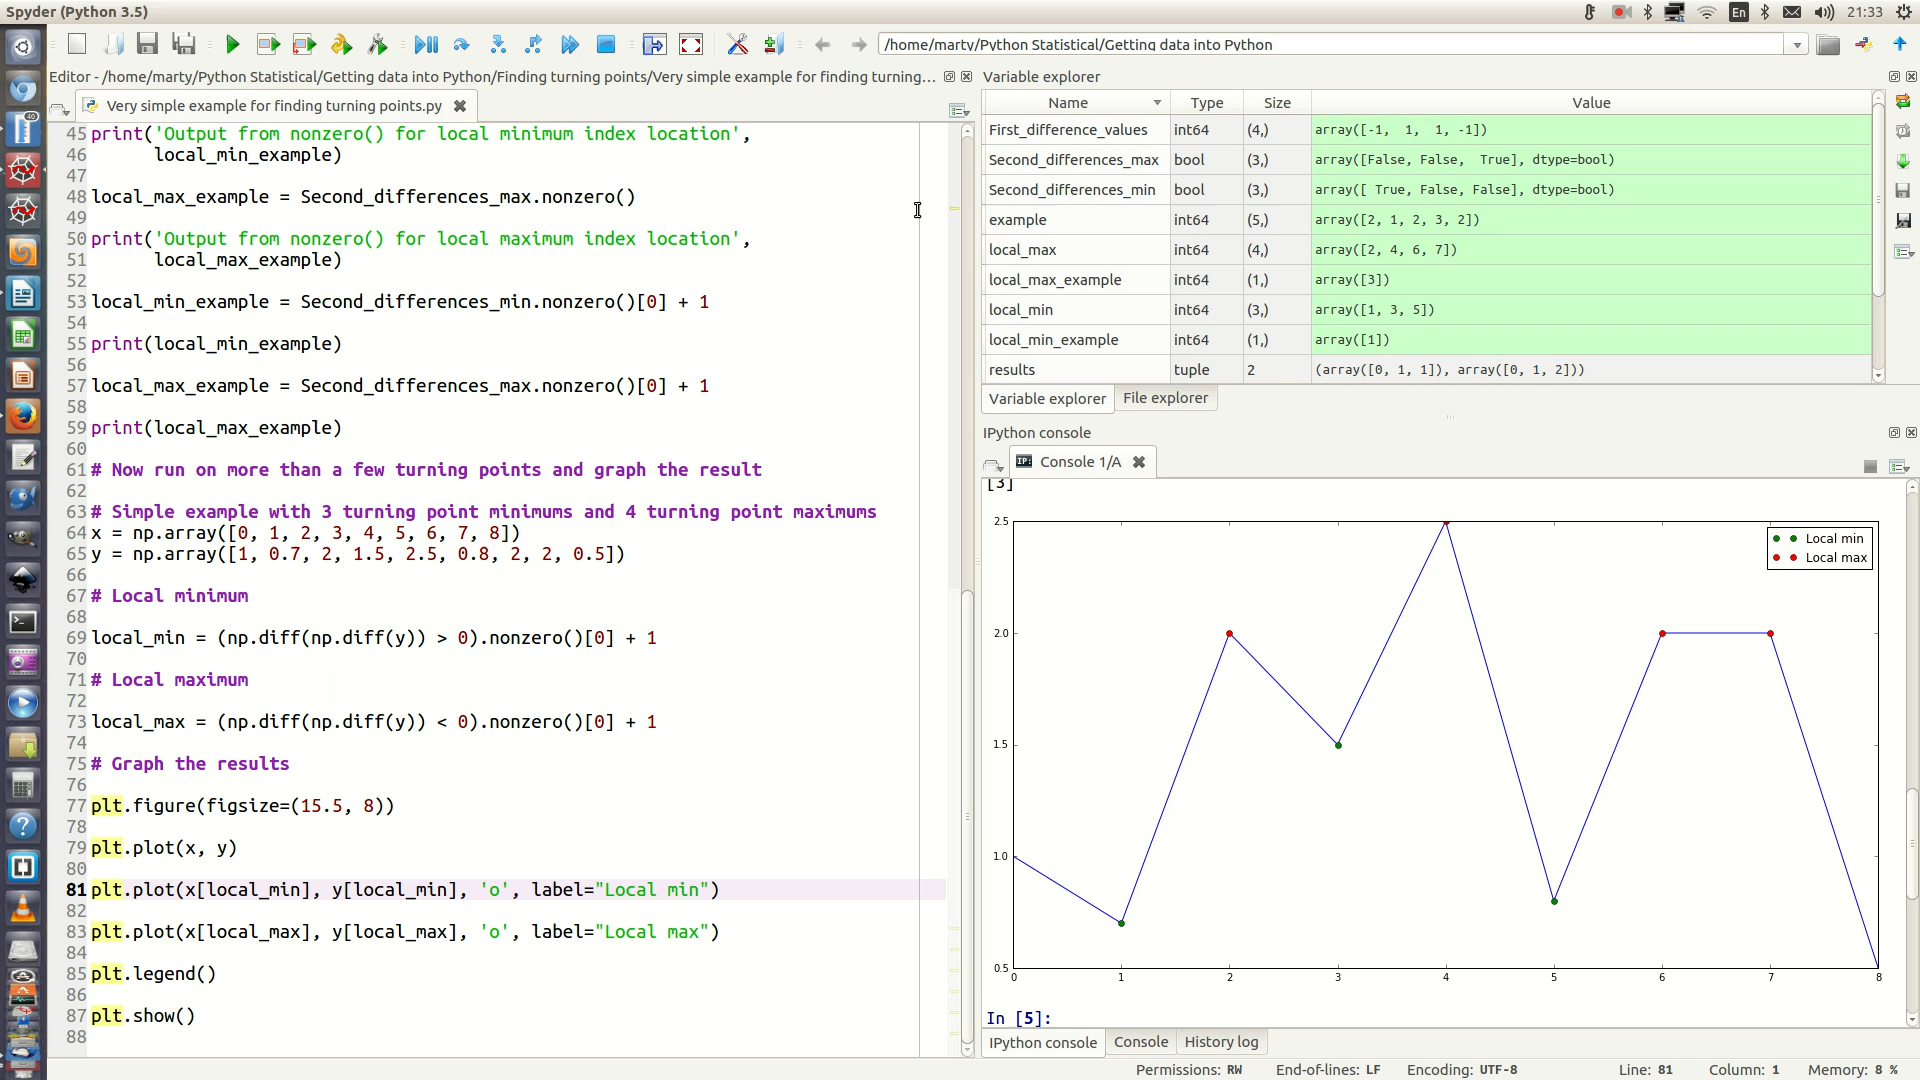 Spyder (Python 3.5)
En
21:33
/home/marty/Python Statistical/Getting data into Python
Editor - /home/marty/Python Statistical/Getting data into Python/Finding turning points/Very simple example for finding turning...
Very simple example for finding turning points.py
45 print('Output from nonzero() for local minimum index location',
46 local_min_example)
47
48 local_max_example = Second_differences_max.nonzero()
49
50 print('Output from nonzero() for local maximum index location',
51 local_max_example)
52
53 local_min_example = Second_differences_min.nonzero()[0] + 1
54
55 print(local_min_example)
56
57 local_max_example = Second_differences_max.nonzero()[0] + 1
58
59 print(local_max_example)
60
61 # Now run on more than a few turning points and graph the result
62
63 # Simple example with 3 turning point minimums and 4 turning point maximums
64 x = np.array([0, 1, 2, 3, 4, 5, 6, 7, 8])
65 y = np.array([1, 0.7, 2, 1.5, 2.5, 0.8, 2, 2, 0.5])
66
67 # Local minimum
68
69 local_min = (np.diff(np.diff(y)) > 0).nonzero()[0] + 1
70
71 # Local maximum
72
73 local_max = (np.diff(np.diff(y)) < 0).nonzero()[0] + 1
74
75 # Graph the results
76
77 plt.figure(figsize=(15.5, 8))
78
79 plt.plot(x, y)
80
81 plt.plot(x[local_min], y[local_min], 'o', label="Local min")
82
83 plt.plot(x[local_max], y[local_max], 'o', label="Local max")
84
85 plt.legend()
86
87 plt.show()
88
Variable explorer
Name Type Size Value
First_difference_values int64 (4,) array([-1, 1, 1, -1])
Second_differences_max bool (3,) array([False, False, True], dtype=bool)
Second_differences_min bool (3,) array([ True, False, False], dtype=bool)
example int64 (5,) array([2, 1, 2, 3, 2])
local_max int64 (4,) array([2, 4, 6, 7])
local_max_example int64 (1,) array([3])
local_min int64 (3,) array([1, 3, 5])
local_min_example int64 (1,) array([1])
results tuple 2 (array([0, 1, 1]), array([0, 1, 2]))
Variable explorer File explorer
IPython console
IP: Console 1/A
[3]
2.5
Local min
Local max
2.0
1.5
1.0
0.5
0 1 2 3 4 5 6 7 8
In [5]:
IPython console Console History log
Permissions: RW End-of-lines: LF Encoding: UTF-8 Line: 81 Column: 1 Memory: 8 %